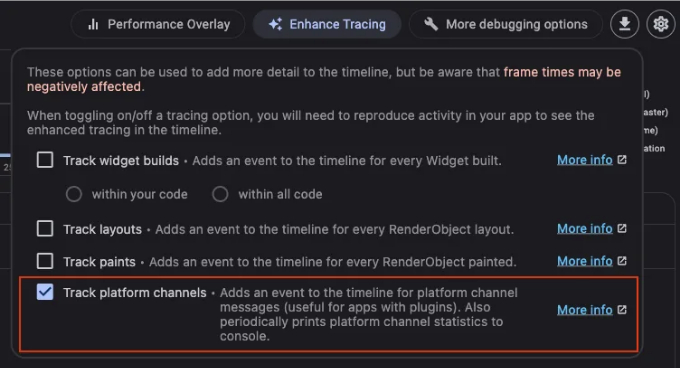 Performance Overlay
Enhance Tracing
More debugging options
These options can be used to add more detail to the timeline, but be aware that frame times may be
negatively affected.
When toggling on/off a tracing option, you will need to reproduce activity in your app to see the
enhanced tracing in the timeline.
Track widget builds • Adds an event to the timeline for every Widget built. More info
within your code within all code
Track layouts • Adds an event to the timeline for every RenderObject layout. More info
Track paints • Adds an event to the timeline for every RenderObject painted. More info
Track platform channels • Adds an event to the timeline for platform channel
messages (useful for apps with plugins). Also
periodically prints platform channel statistics to
console.
More info